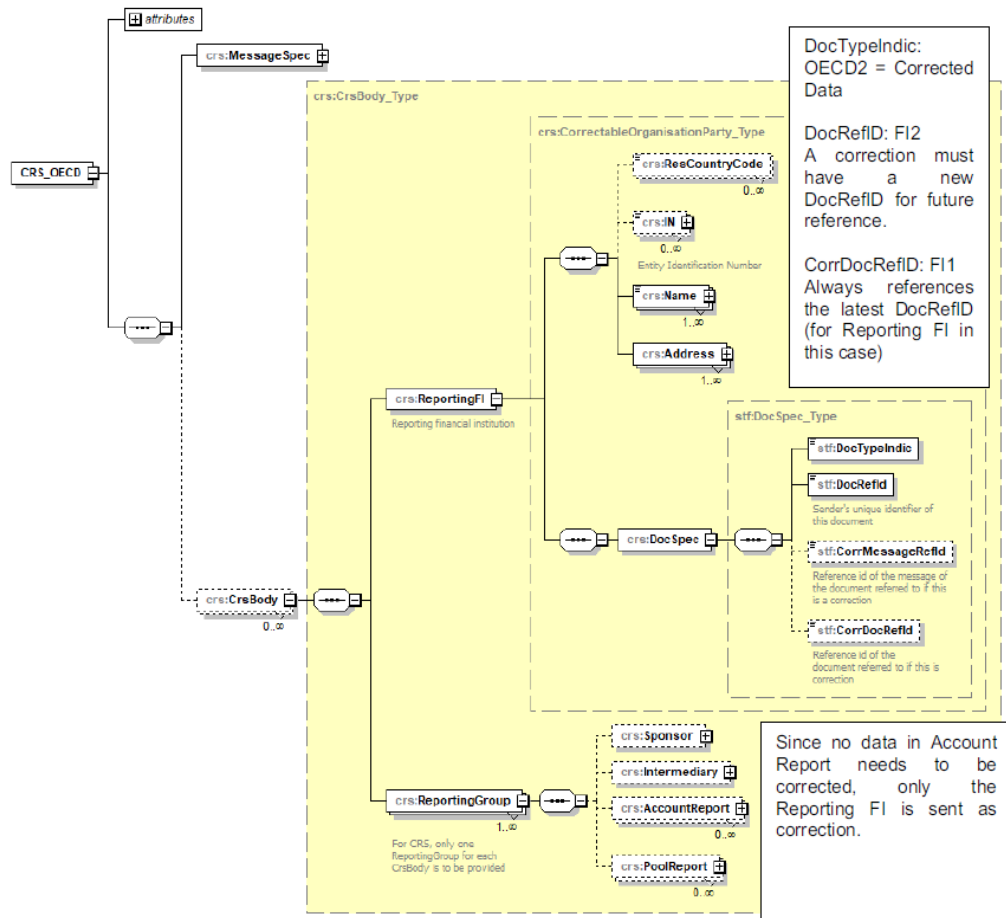 attributes
crs:MessageSpec
DocTypeIndic:
OECD2 = Corrected
Data
DocRefID: FI2
A correction must
have a new
DocRefID for future
reference.
CorrDocRefID: FI1
Always references
the latest DocRefID
(for Reporting FI in
this case)
crs:CrsBody_Type
crs:CorrectableOrganisationParty_Type
crs:ResCountryCode
0..∞
CRS_OECD
crs:IN
0..∞
Entity Identification Number
crs:Name
1..∞
crs:Address
1..∞
crs:ReportingFI
Reporting financial institution
stf:DocSpec_Type
stf:DocTypeIndic
stf:DocRefId
Sender's unique identifier of
this document
crs:DocSpec
stf:CorrMessageRefId
Reference id of the message of
the document referred to if this
is a correction
stf:CorrDocRefId
Reference id of the
document referred to if this is
correction
crs:CrsBody
0..∞
crs:Sponsor
crs:Intermediary
crs:ReportingGroup
1..∞
For CRS, only one
ReportingGroup for each
CrsBody is to be provided
crs:AccountReport
0..∞
crs:PoolReport
0..∞
Since no data in Account
Report needs to be
corrected, only the
Reporting FI is sent as
correction.